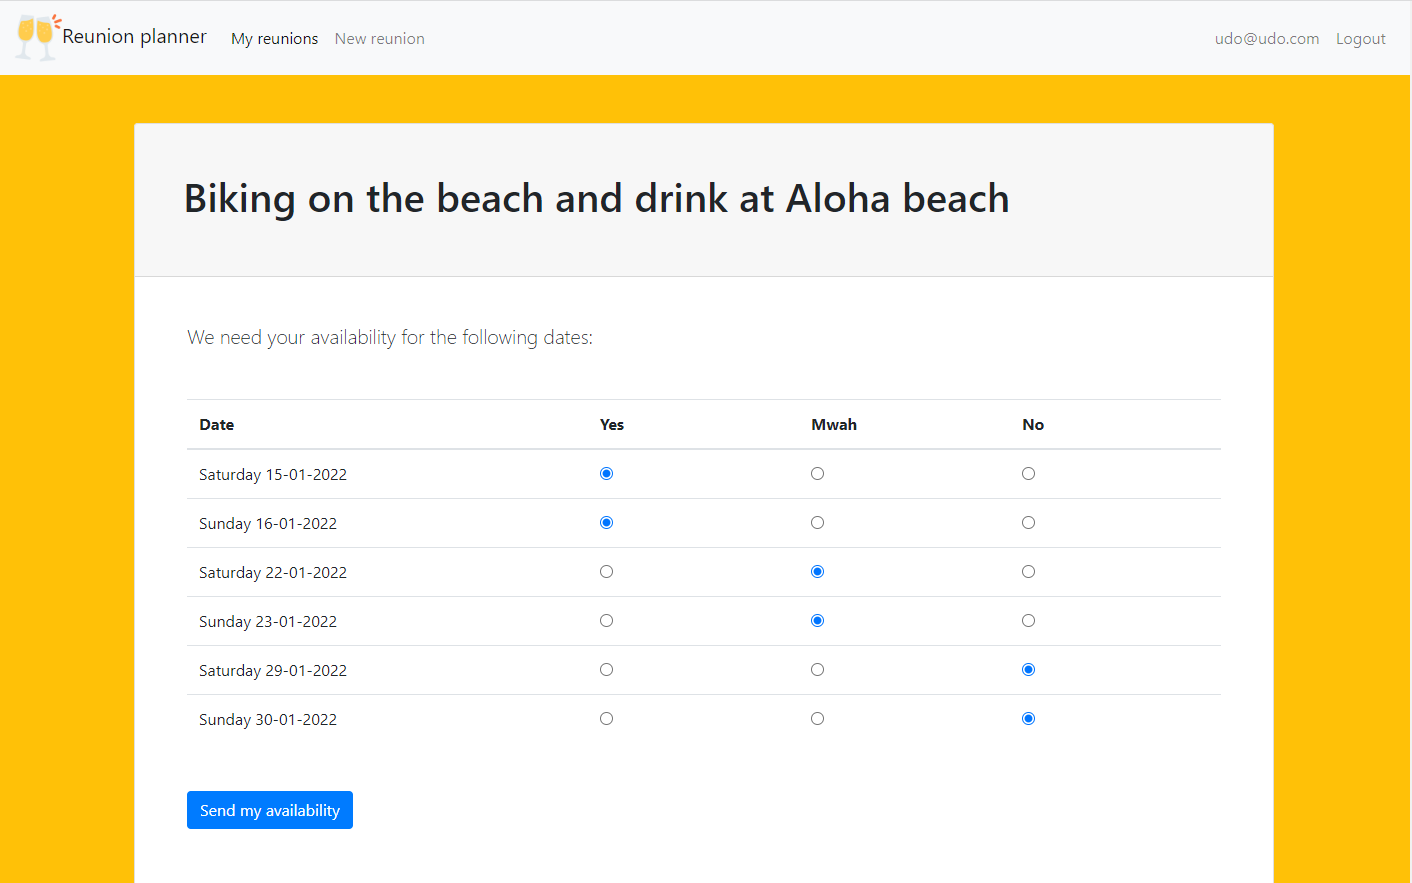 Reunion planner My reunions New reunion udo@udo.com Logout
Biking on the beach and drink at Aloha beach
We need your availability for the following dates:
Date Yes Mwah No
Saturday 15-01-2022
Sunday 16-01-2022
Saturday 22-01-2022
Sunday 23-01-2022
Saturday 29-01-2022
Sunday 30-01-2022
Send my availability